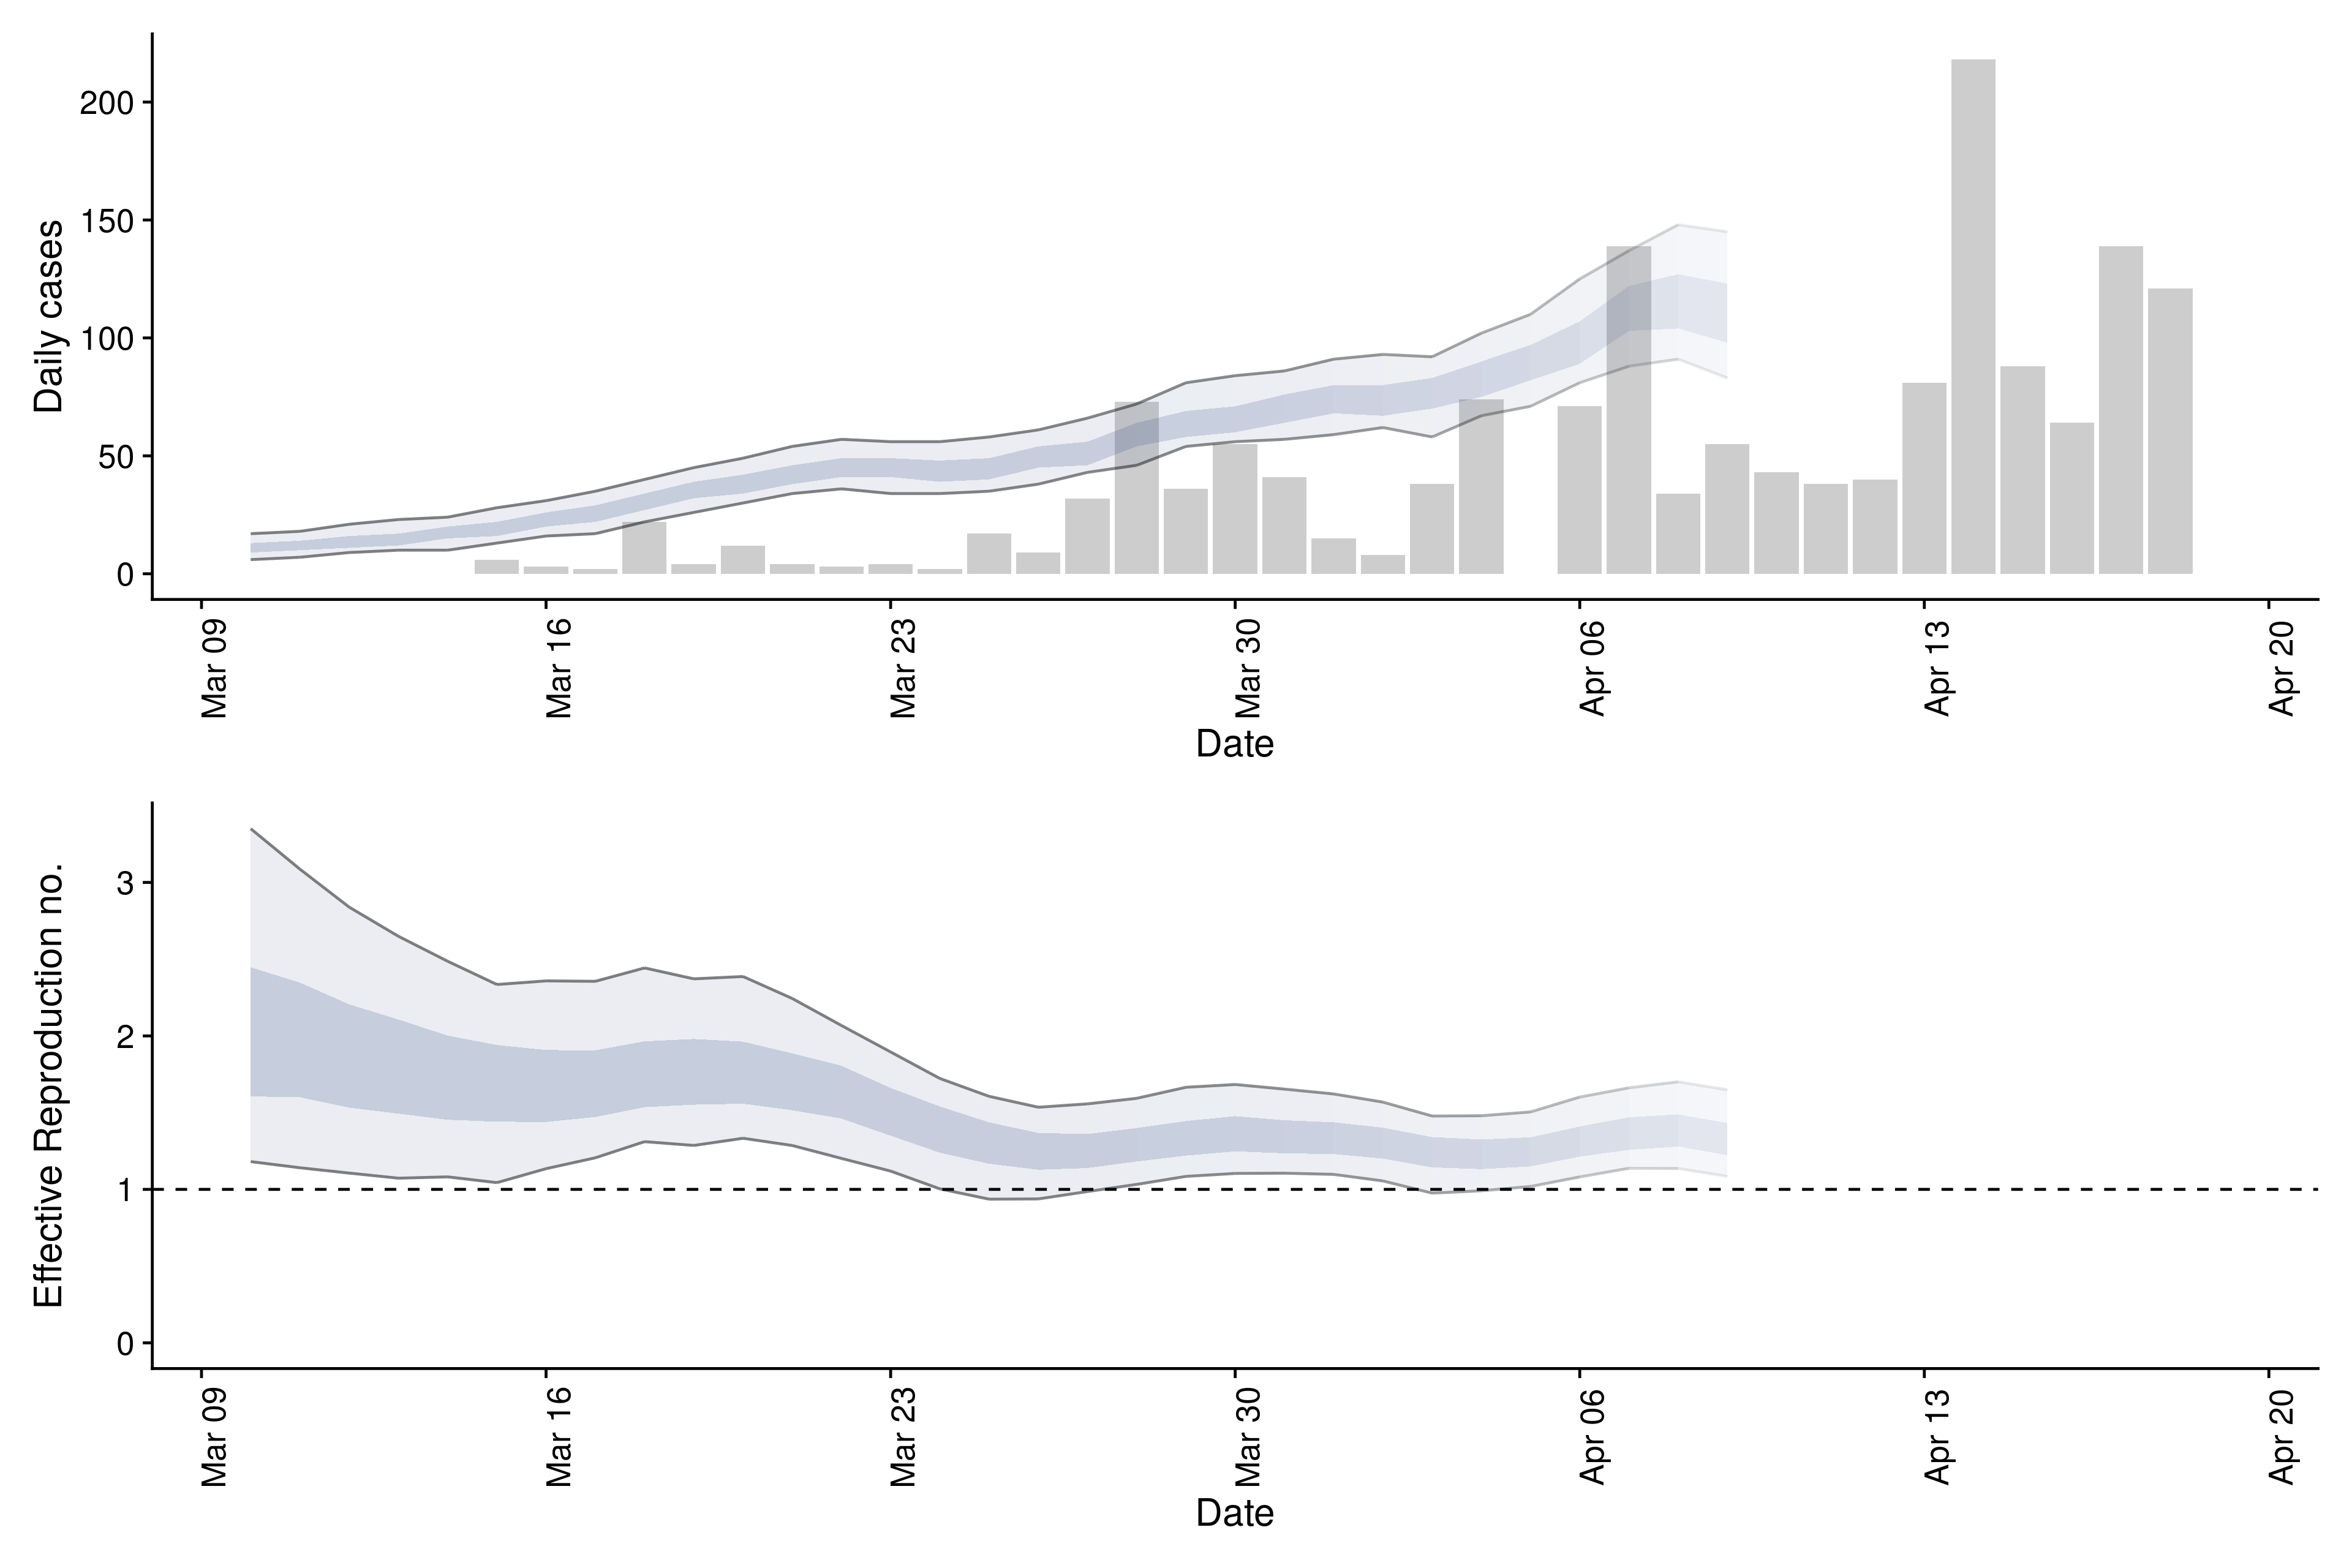 Daily cases
200
150
100
50
0
Mar 09
Mar 16
Mar 23
Mar 30
Apr 06
Apr 13
Apr 20
Date
Effective Reproduction no.
3
2
1
0
Mar 09
Mar 16
Mar 23
Mar 30
Apr 06
Apr 13
Apr 20
Date